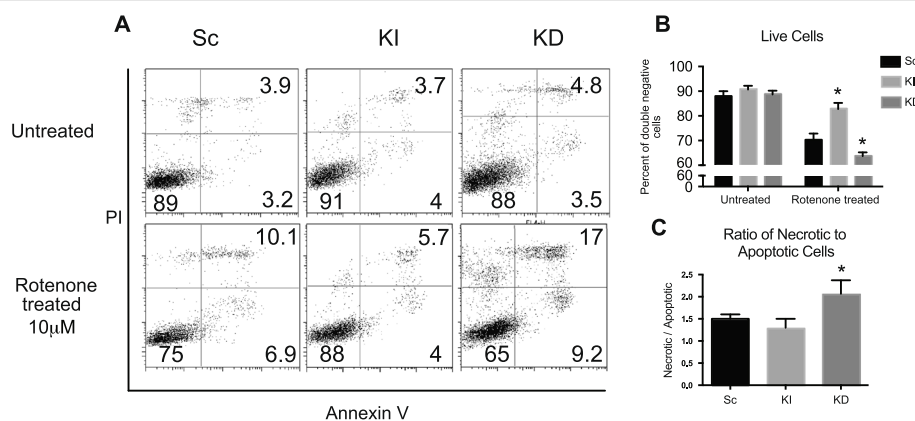 A
Sc
KI
KD
Untreated
3.9
89
3.2
3.7
91
4
4.8
88
3.5
PI
Rotenone
treated
10µM
10.1
75
6.9
5.7
88
4
17
65
9.2
Annexin V
B
Live Cells
Percent of double negative
cells
100
90
80
70
60
60
0
*
*
Untreated
Rotenone treated
Sc
KD
KD
C
Ratio of Necrotic to
Apoptotic Cells
Necrotic / Apoptotic
2.5
2.0
1.5
1.0
0.5
0.0
*
Sc
KI
KD